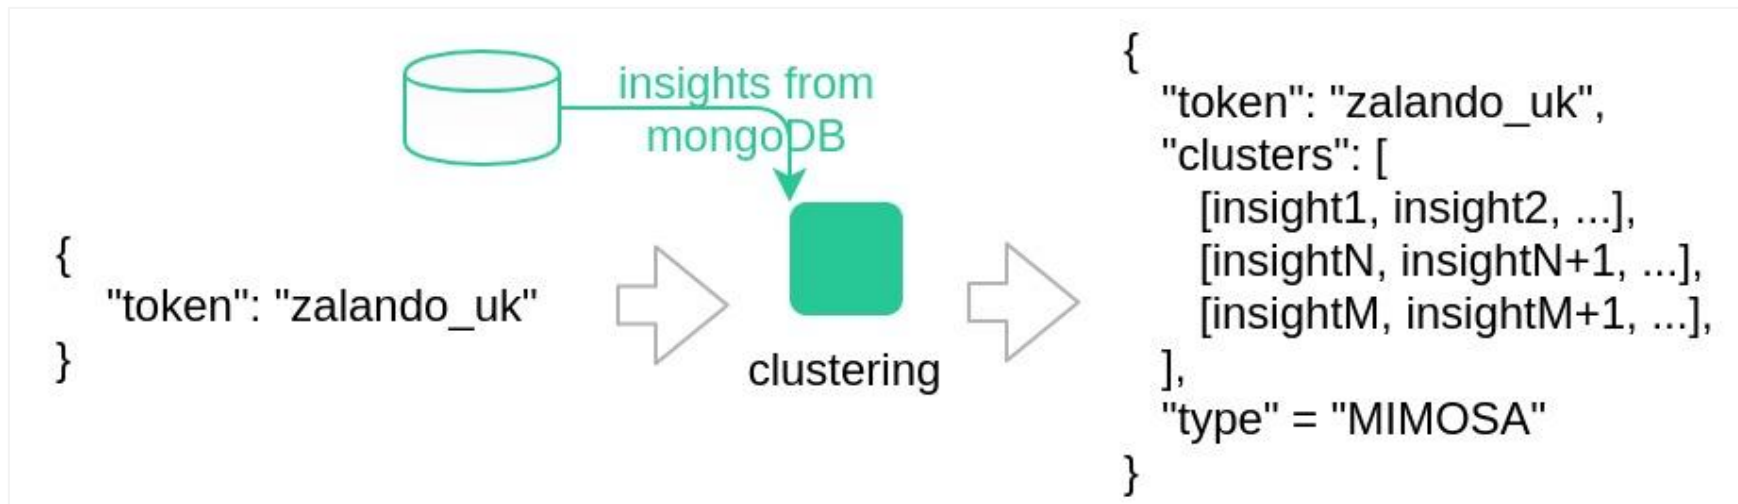 {
"token": "zalando_uk"
}
insights from
mongoDB
clustering
{
"token": "zalando_uk",
"clusters": [
[insight1, insight2, ...],
[insightN, insightN+1, ...],
[insightM, insightM+1, ...],
],
"type" = "MIMOSA"
}